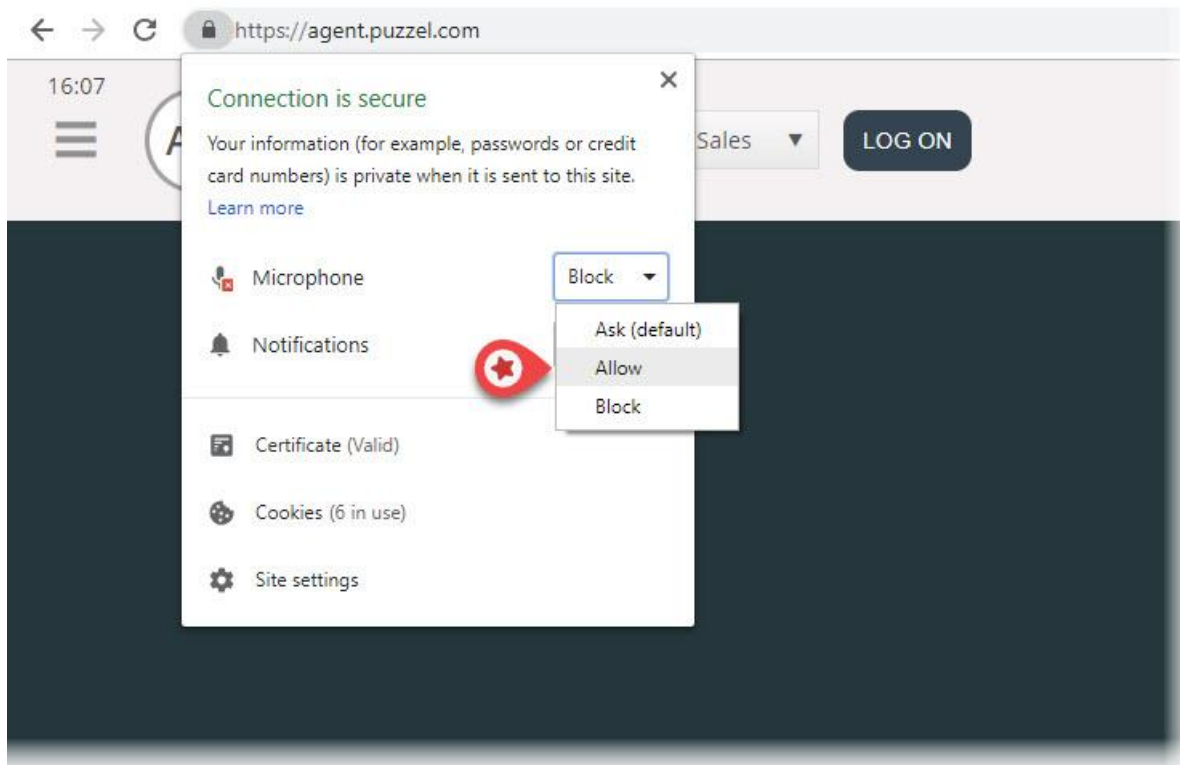 https://agent.puzzel.com
16:07
Connection is secure
Your information (for example, passwords or credit
card numbers) is private when it is sent to this site.
Learn more
Sales
LOG ON
Microphone
Block
Ask (default)
Notifications
Allow
Block
Certificate (Valid)
Cookies (6 in use)
Site settings